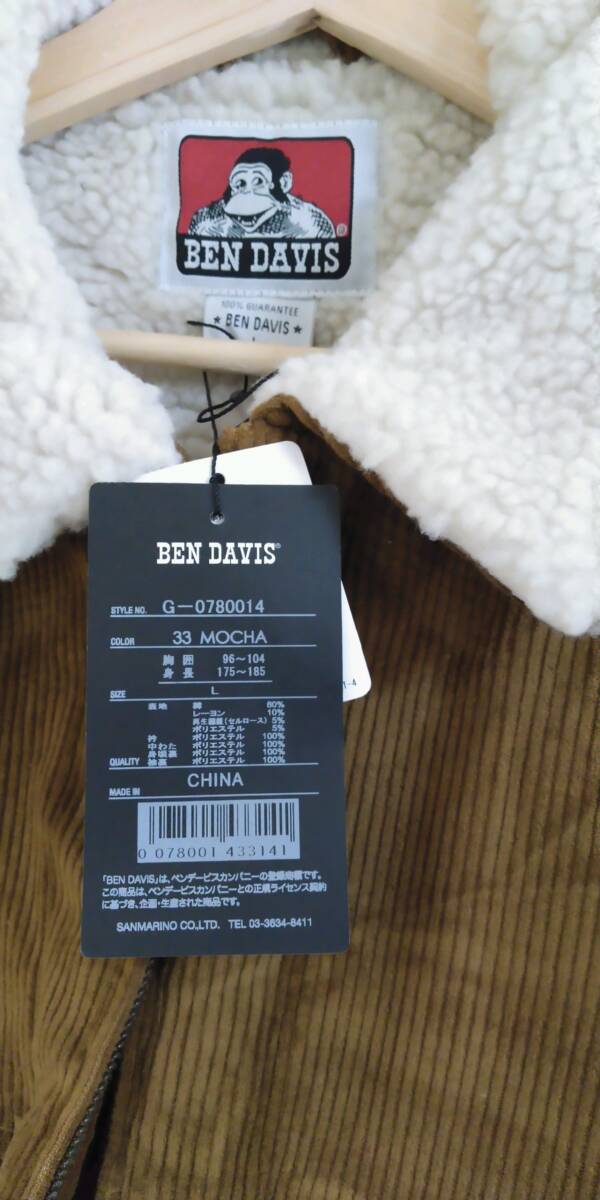 BEN DAVIS
100% GUARANTEE
★ BEN DAVIS ★
BEN DAVIS
STYLE NO. G-0780014
COLOR 33 MOCHA
胸囲 96～104
身長 175～185
SIZE L
表地 綿 80%
レーヨン 10%
再生繊維(セルロース) 5%
ポリエステル 5%
衿 ポリエステル 100%
中わた ポリエステル 100%
身頃裏 ポリエステル 100%
QUALITY 袖裏 ポリエステル 100%
MADE IN CHINA
0 078001 433141
「BEN DAVIS」は、ベンデービスカンパニーの登録商標です。
この商品は、ベンデービスカンパニーとの正規ライセンス契約
に基づき、企画・生産された商品です。
SANMARINO CO.,LTD. TEL 03-3634-8411